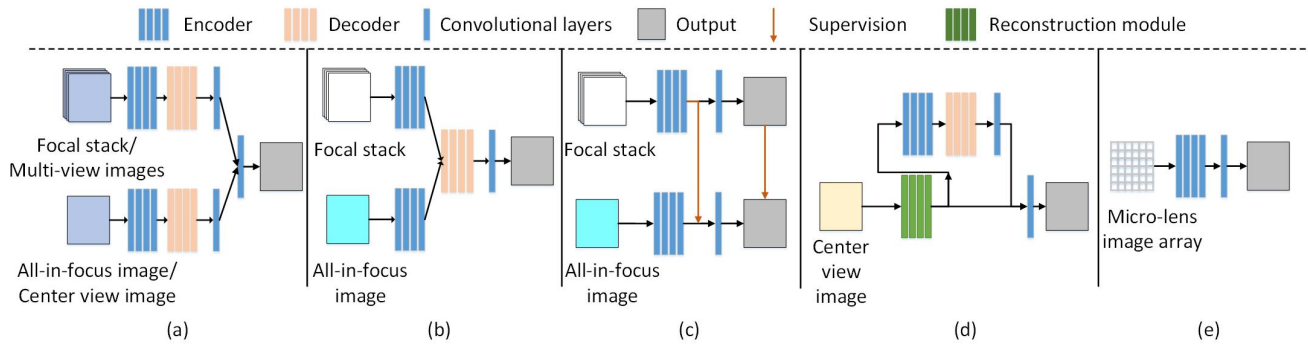 Encoder
Decoder
Convolutional layers
Output
Supervision
Reconstruction module
Focal stack/
Multi-view images
All-in-focus image/
Center view image
(a)
Focal stack
All-in-focus
image
(b)
Focal stack
All-in-focus
image
(c)
Center
view
image
(d)
Micro-lens
image array
(e)